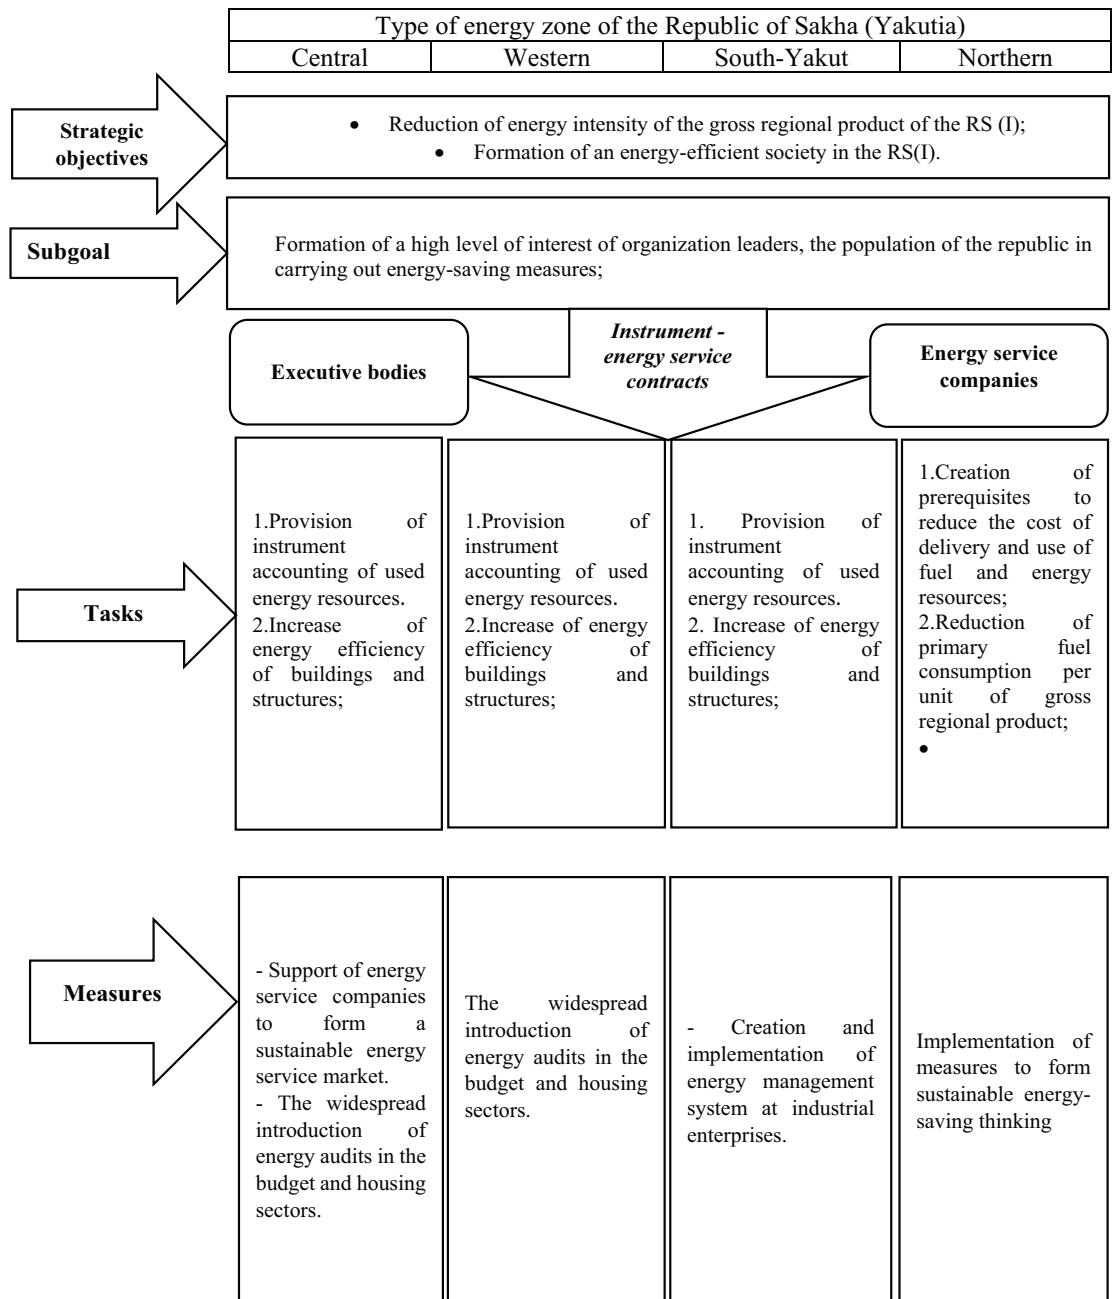 Type of energy zone of the Republic of Sakha (Yakutia)
Central
Western
South-Yakut
Northern
Strategic
objectives
• Reduction of energy intensity of the gross regional product of the RS (I);
• Formation of an energy-efficient society in the RS(I).
Subgoal
Formation of a high level of interest of organization leaders, the population of the republic in
carrying out energy-saving measures;
Executive bodies
Instrument -
energy service
contracts
Energy service
companies
Tasks
1.Provision of
instrument
accounting of used
energy resources.
2.Increase of
energy efficiency
of buildings and
structures;
1.Provision of
instrument
accounting of used
energy resources.
2.Increase of energy
efficiency of
buildings and
structures;
1. Provision of
instrument
accounting of used
energy resources.
2. Increase of energy
efficiency of
buildings and
structures;
1.Creation of
prerequisites to
reduce the cost of
delivery and use of
fuel and energy
resources;
2.Reduction of
primary fuel
consumption per
unit of gross
regional product;
•
Measures
- Support of energy
service companies
to form a
sustainable energy
service market.
- The widespread
introduction of
energy audits in the
budget and housing
sectors.
The widespread
introduction of
energy audits in the
budget and housing
sectors.
- Creation and
implementation of
energy management
system at industrial
enterprises.
Implementation of
measures to form
sustainable energy-
saving thinking